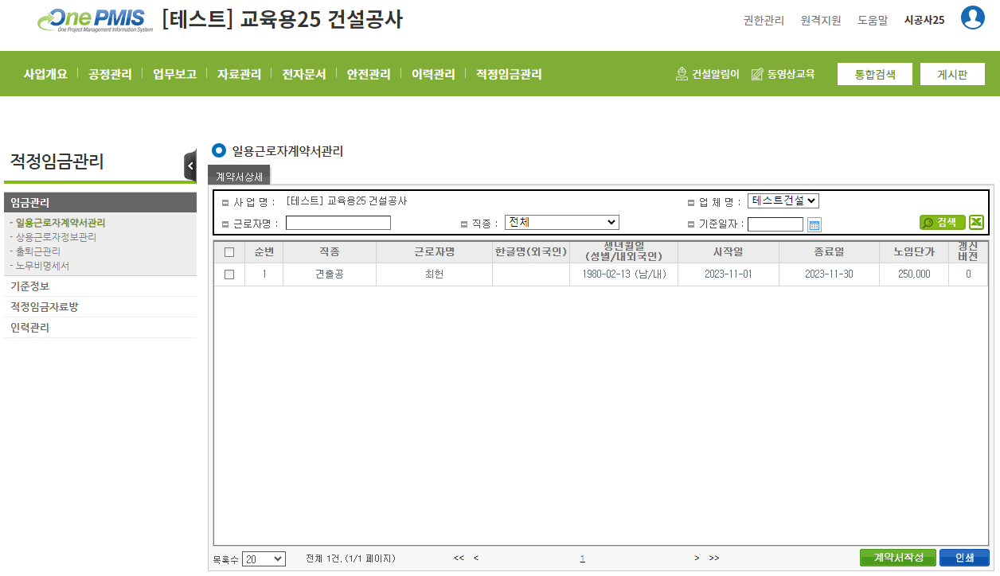 One PMIS
One Project Management Information System
[테스트] 교육용25 건설공사
권한관리 원격지원 도움말 시공사25
사업개요 공정관리 업무보고 자료관리 전자문서 안전관리 이력관리 적정임금관리 건설알림이 동영상교육 통합검색 게시판
적정임금관리
임금관리
- 일용근로자계약서관리
- 상용근로자정보관리
- 출퇴근관리
- 노무비명세서
기준정보
적정임금자료방
인력관리
일용근로자계약서관리
계약서상세
사 업 명 : [테스트] 교육용25 건설공사 업 체 명 : 테스트건설
근로자명 : 직종 : 전체 기준일자 : 검색
순번 직종 근로자명 한글명(외국인) 생년월일 (성별/내외국인) 시작일 종료일 노임단가 갱신버전
1 견출공 최헌 1980-02-13 (남/내) 2023-11-01 2023-11-30 250,000 0
목록수 20 전체 1건, (1/1 페이지) << < 1 > >> 계약서작성 인쇄